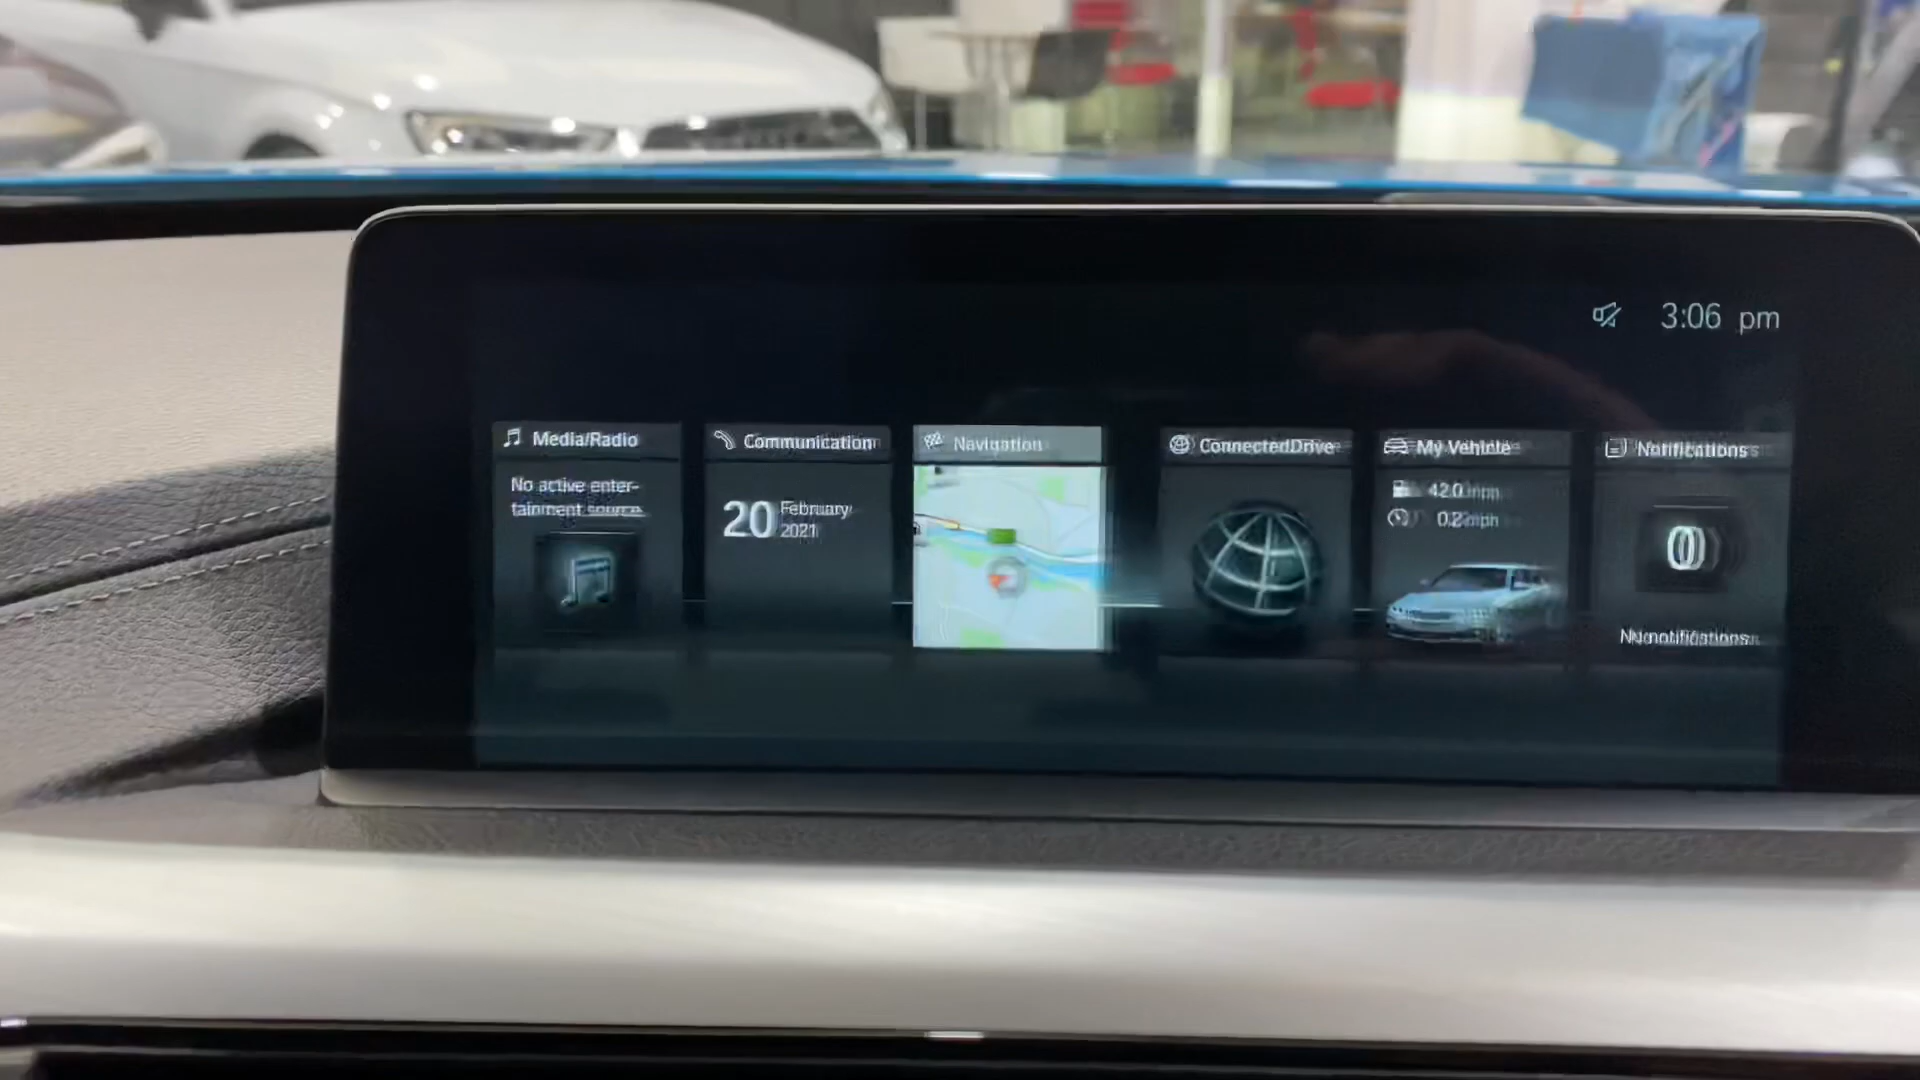 3:06 pm
Media/Radio
No active enter-
tainment source
Communication
20
February
2021
Navigation
ConnectedDrive
My Vehicle
42.0 mpg
0.2 mph
Notifications
0
No notifications.